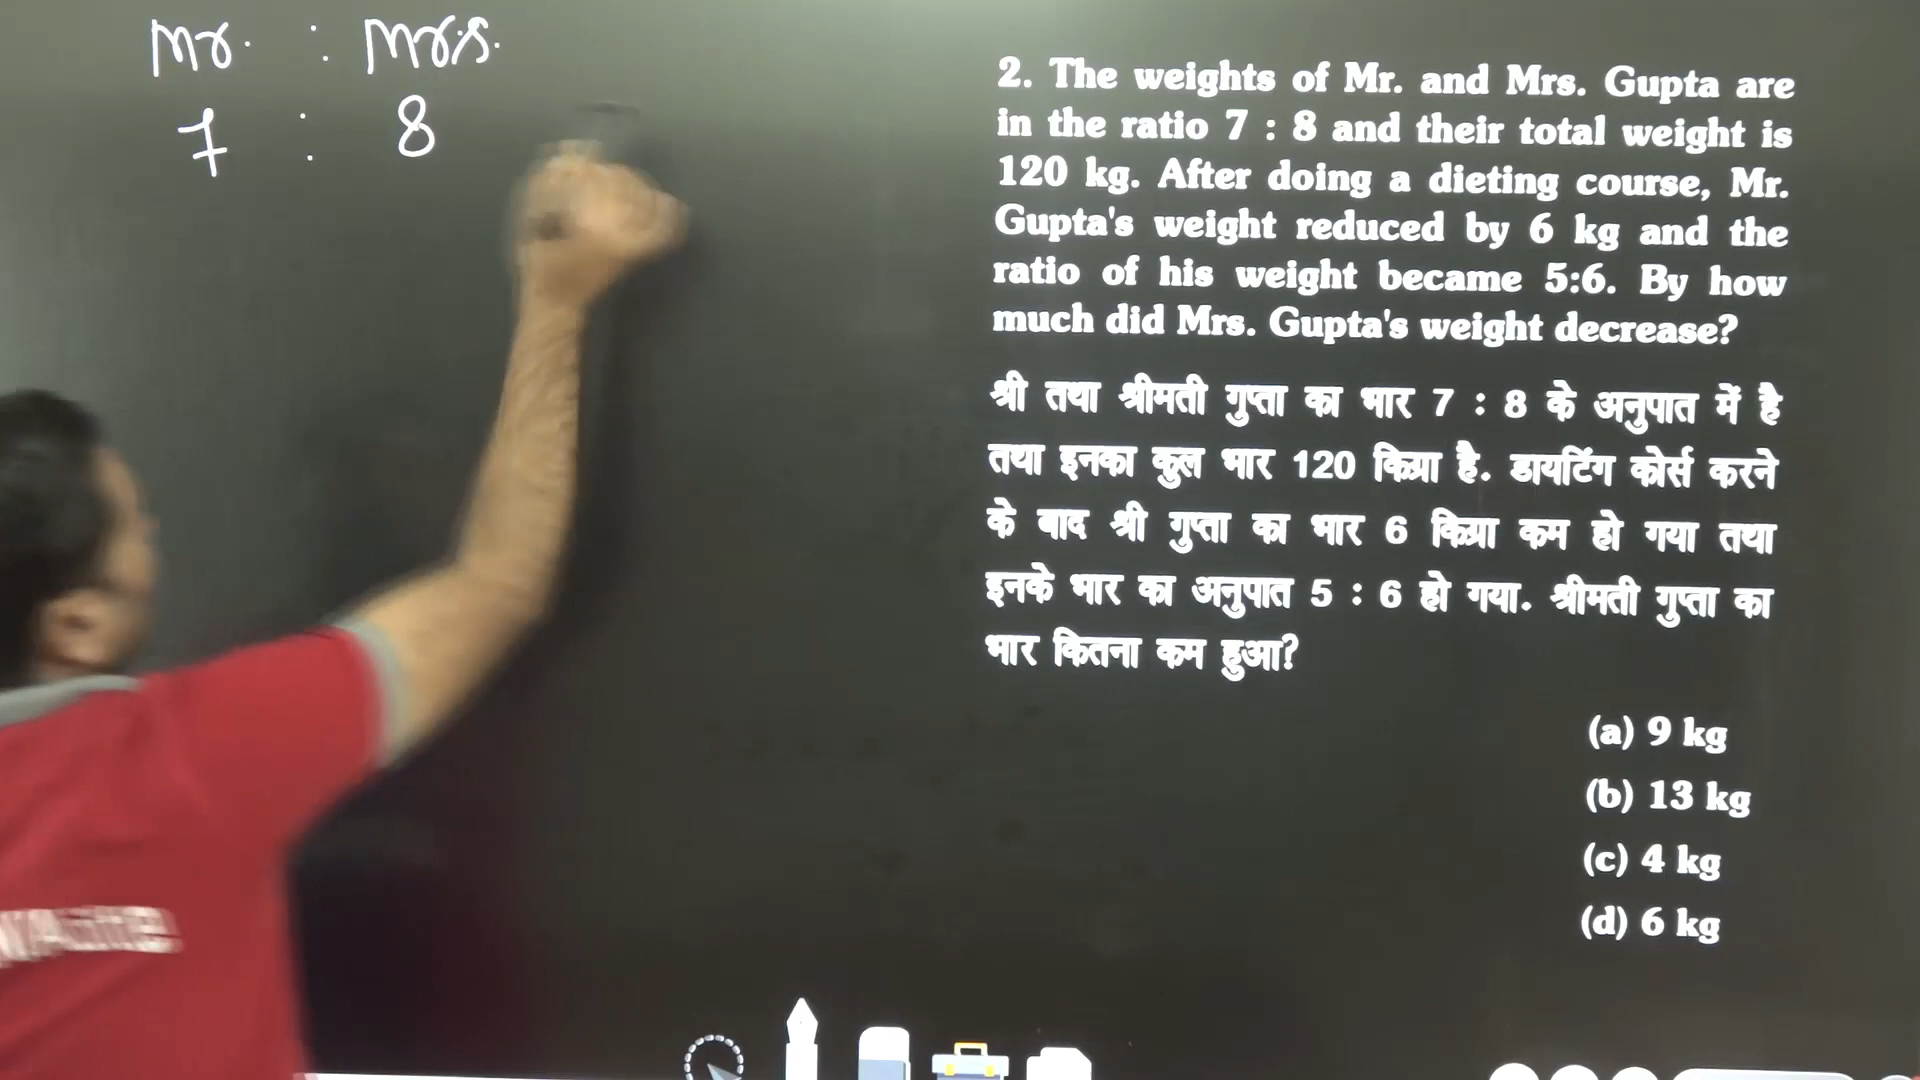 Mr. : Mrs.
7 : 8
2. The weights of Mr. and Mrs. Gupta are
in the ratio 7 : 8 and their total weight is
120 kg. After doing a dieting course, Mr.
Gupta's weight reduced by 6 kg and the
ratio of his weight became 5:6. By how
much did Mrs. Gupta's weight decrease?
श्री तथा श्रीमती गुप्ता का भार 7 : 8 के अनुपात में है
तथा इनका कुल भार 120 किग्रा है. डायटिंग कोर्स करने
के बाद श्री गुप्ता का भार 6 किग्रा कम हो गया तथा
इनके भार का अनुपात 5 : 6 हो गया. श्रीमती गुप्ता का
भार कितना कम हुआ?
(a) 9 kg
(b) 13 kg
(c) 4 kg
(d) 6 kg